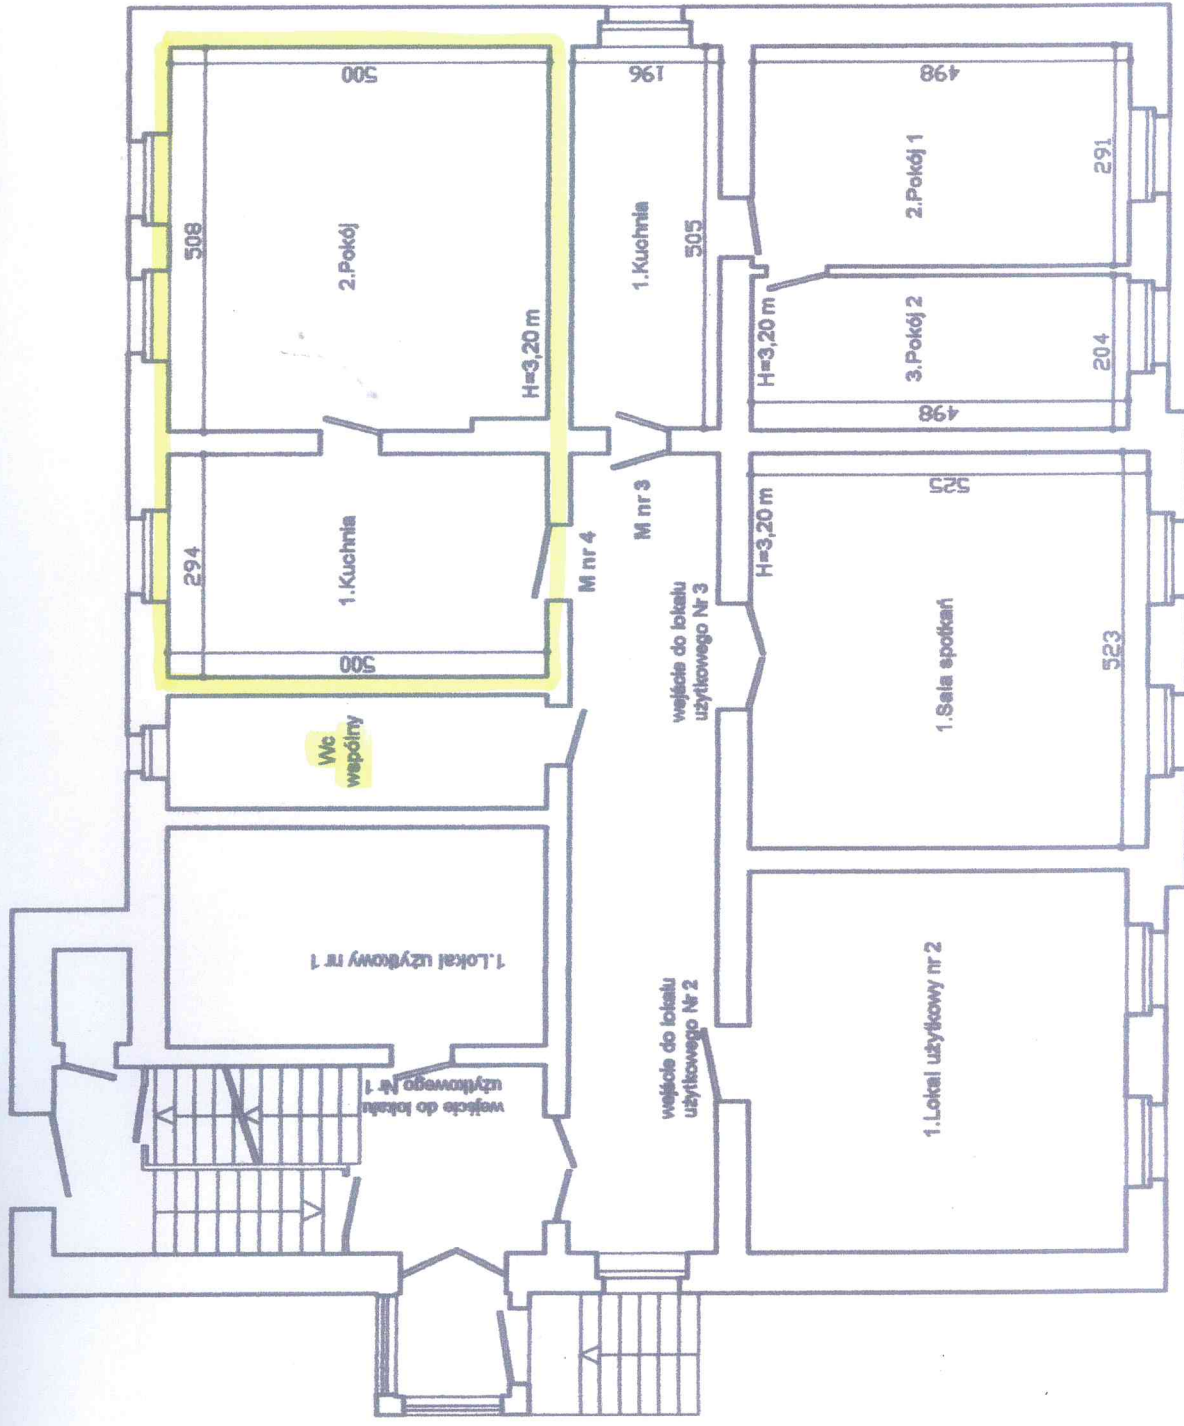 500
508
2.Pokój
H=3,20 m
294
1.Kuchnia
500
M nr 4
Wc
wspólny
196
1.Kuchnia
505
M nr 3
498
2.Pokój 1
291
H=3,20 m
3.Pokój 2
204
498
525
H=3,20 m
wejście do lokalu
użytkowego Nr 3
1.Sala spotkań
523
1.Lokal użytkowy nr 1
wejście do lokalu
użytkowego Nr 1
wejście do lokalu
użytkowego Nr 2
1.Lokal użytkowy nr 2